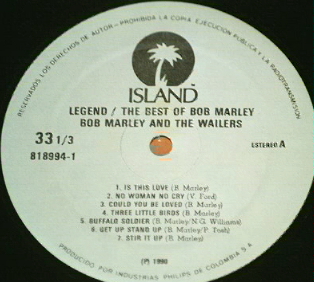 RESERVADOS LOS DERECHOS DE AUTOR - PROHIBIDA LA COPIA EJECUCION PUBLICA Y LA RADIOTRANSMISION
ISLAND
LEGEND / THE BEST OF BOB MARLEY
BOB MARLEY AND THE WAILERS
33 1/3
818994-1
ESTEREO A
1. IS THIS LOVE (B. Marley)
2. NO WOMAN NO CRY (V. Ford)
3. COULD YOU BE LOVED (B. Marley)
4. THREE LITTLE BIRDS (B. Marley)
5. BUFFALO SOLDIER (B. Marley/N.G. Williams)
6. GET UP STAND UP (B. Marley/P. Tosh)
7. STIR IT UP (B. Marley)
PRODUCIDO POR INDUSTRIAS PHILIPS DE COLOMBIA S.A.